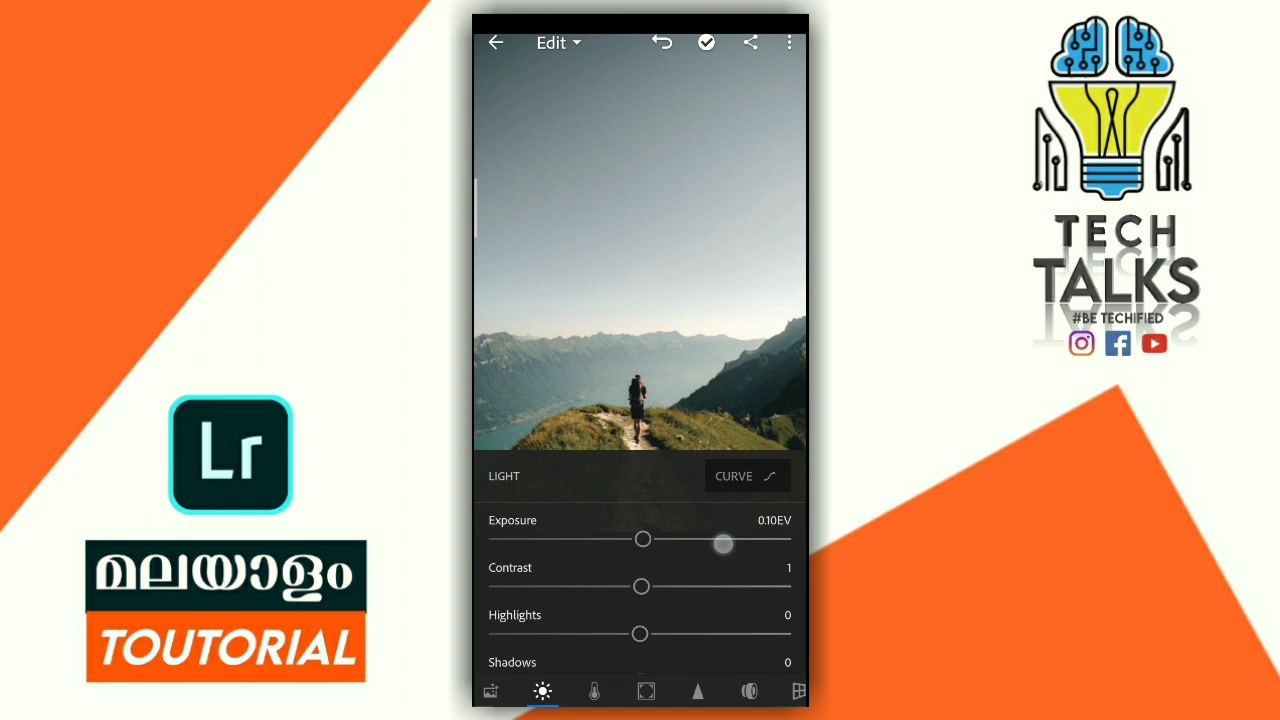 Edit
TECH
TALKS
#BE TECHIFIED
Lr
മലയാളം
TOUTORIAL
LIGHT
CURVE
Exposure 0.10EV
Contrast 1
Highlights 0
Shadows 0